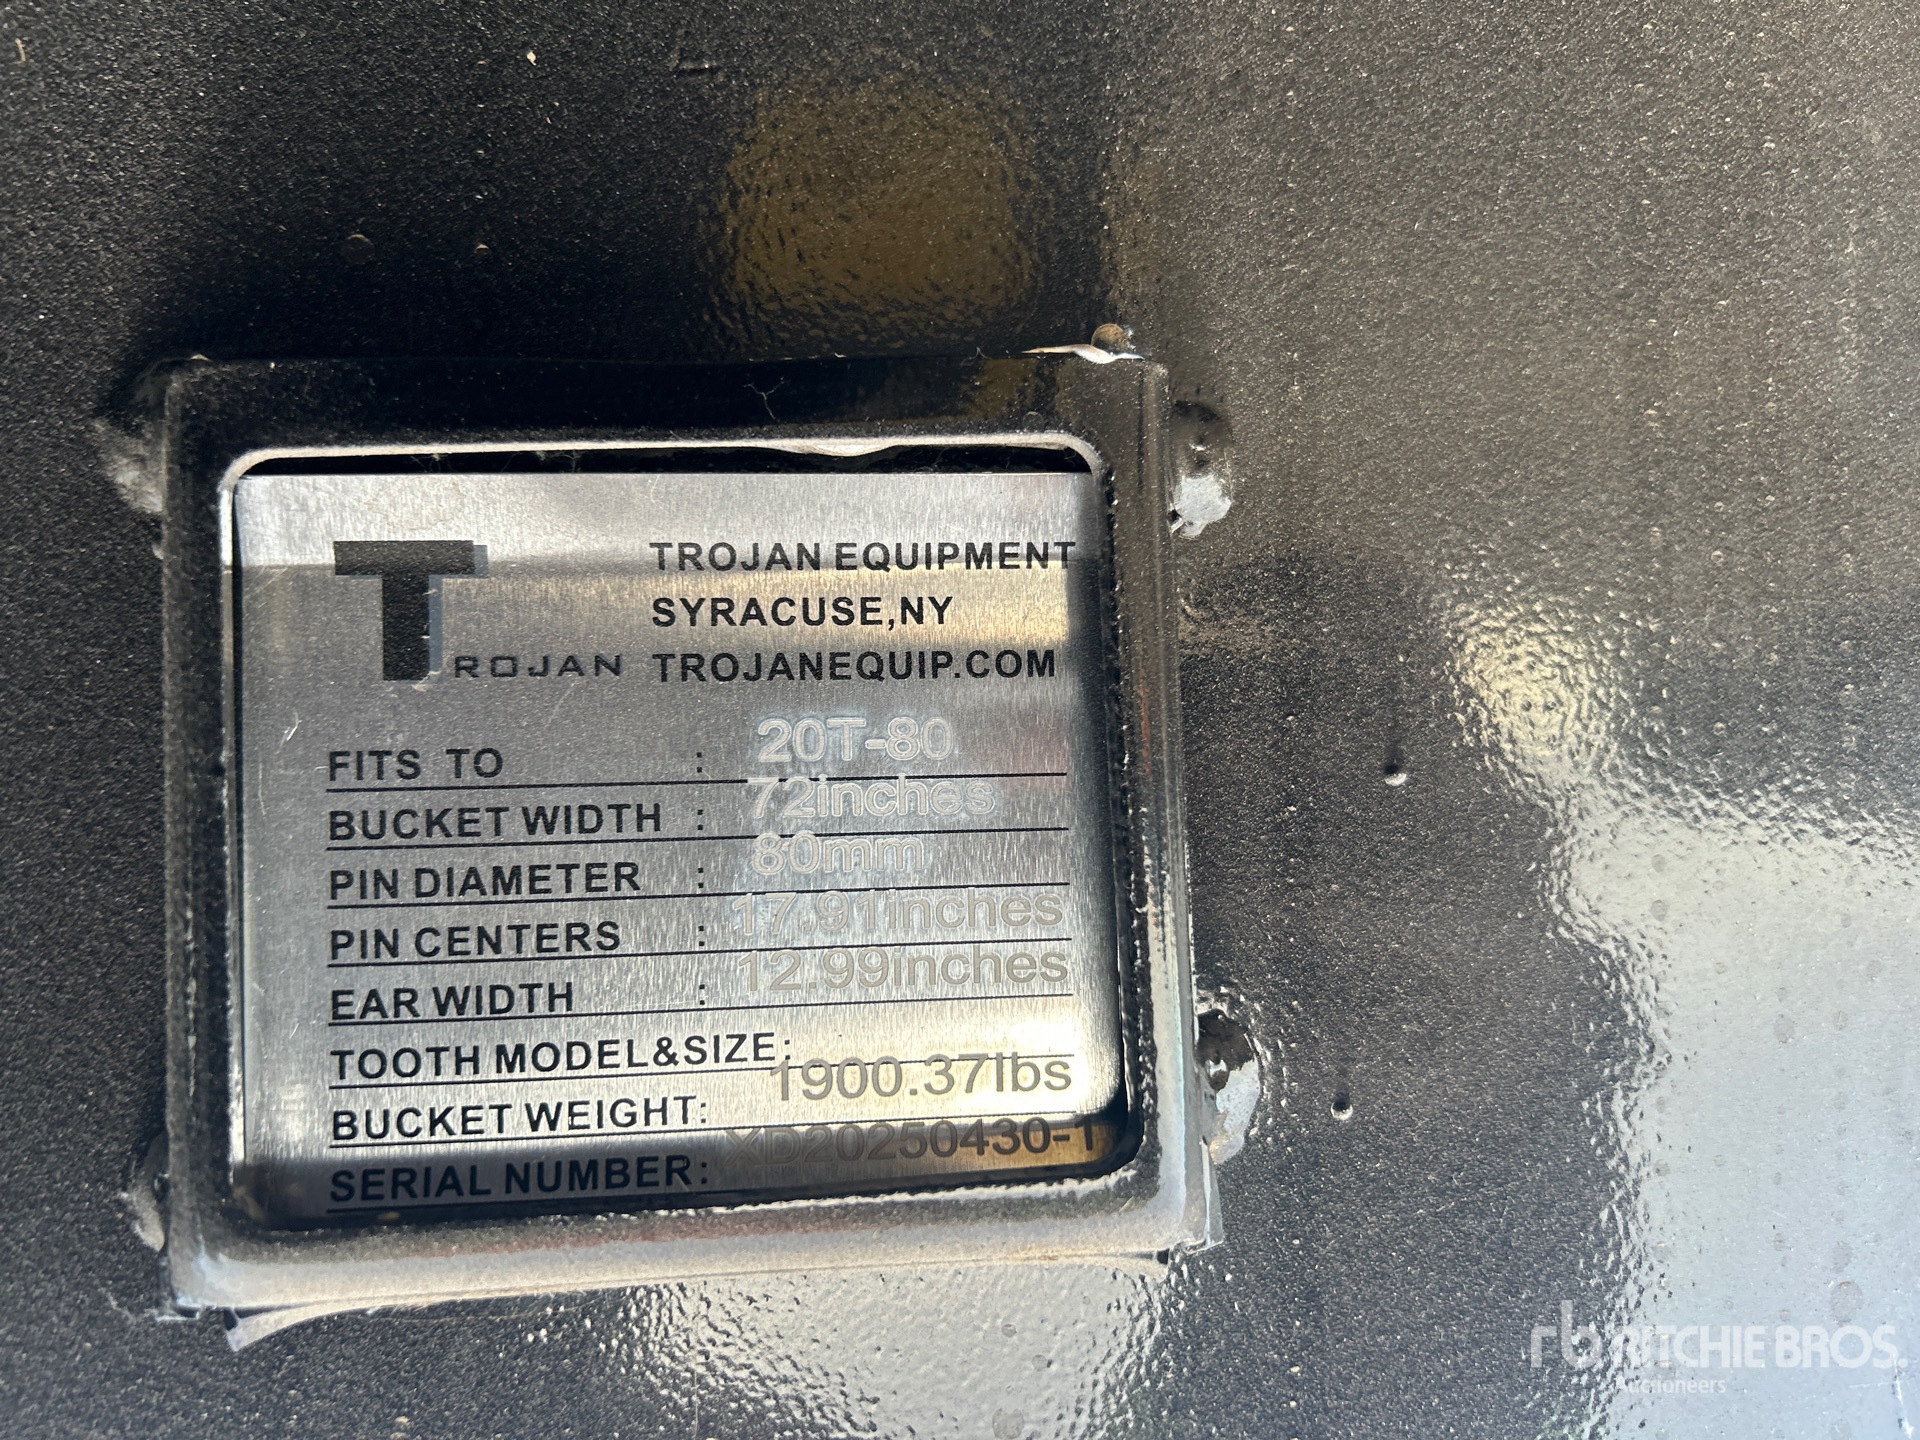 TROJAN
TROJAN EQUIPMENT
SYRACUSE,NY
TROJANEQUIP.COM
FITS TO : 20T-80
BUCKET WIDTH : 72inches
PIN DIAMETER : 80mm
PIN CENTERS : 17.91inches
EAR WIDTH : 12.99inches
TOOTH MODEL&SIZE:
BUCKET WEIGHT: 1900.37lbs
SERIAL NUMBER: XD20250430-1
rb RITCHIE BROS.
Auctioneers